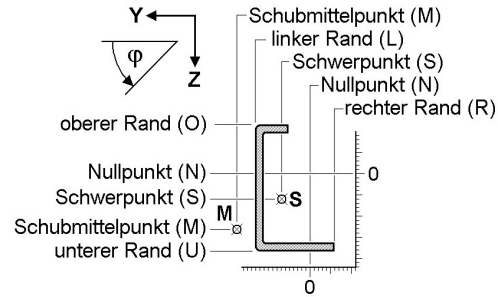 Y
Z
φ
Schubmittelpunkt (M)
linker Rand (L)
Schwerpunkt (S)
Nullpunkt (N)
rechter Rand (R)
oberer Rand (O)
Nullpunkt (N)
0
Schwerpunkt (S)
S
M
Schubmittelpunkt (M)
unterer Rand (U)
0